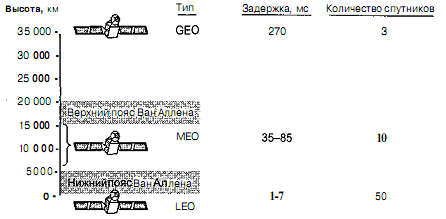 Высота, км Тип Задержка, мс Количество спутников
35 000 GEO 270 3
30 000
25 000
20 000
Верхний пояс Ван Аллена
15 000
MEO 35–85 10
10 000
5000
Нижний пояс Ван Аллена
0 1-7 50
LEO